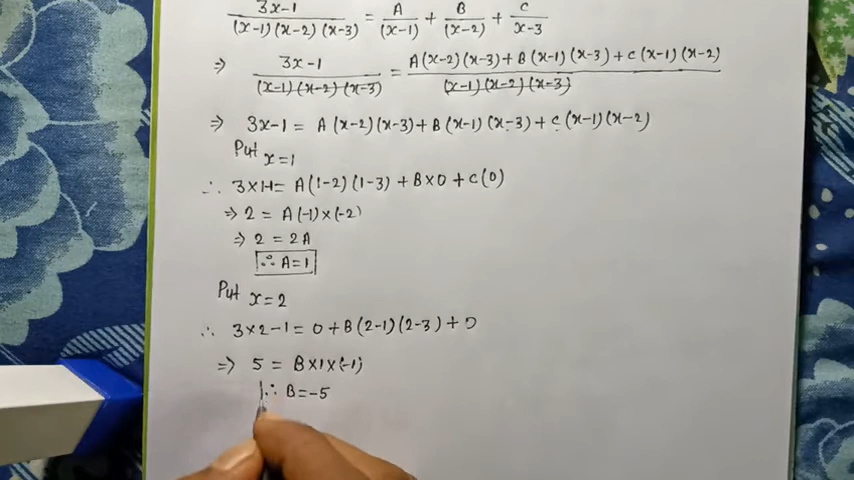 3x-1/(x-1)(x-2)(x-3) = A/(x-1) + B/(x-2) + C/x-3
⇒ 3x-1/(x-1)(x-2)(x-3) = A(x-2)(x-3)+B(x-1)(x-3)+C(x-1)(x-2)/(x-1)(x-2)(x-3)
⇒ 3x-1 = A(x-2)(x-3)+B(x-1)(x-3)+C(x-1)(x-2)
Put x=1
∴ 3×1-1= A(1-2)(1-3)+B×0+C(0)
⇒ 2 = A(-1)×(-2)
⇒ 2 = 2A
∴ A=1
Put x=2
∴ 3×2-1=0+B(2-1)(2-3)+0
⇒ 5 = B×1×(-1)
∴ B=-5